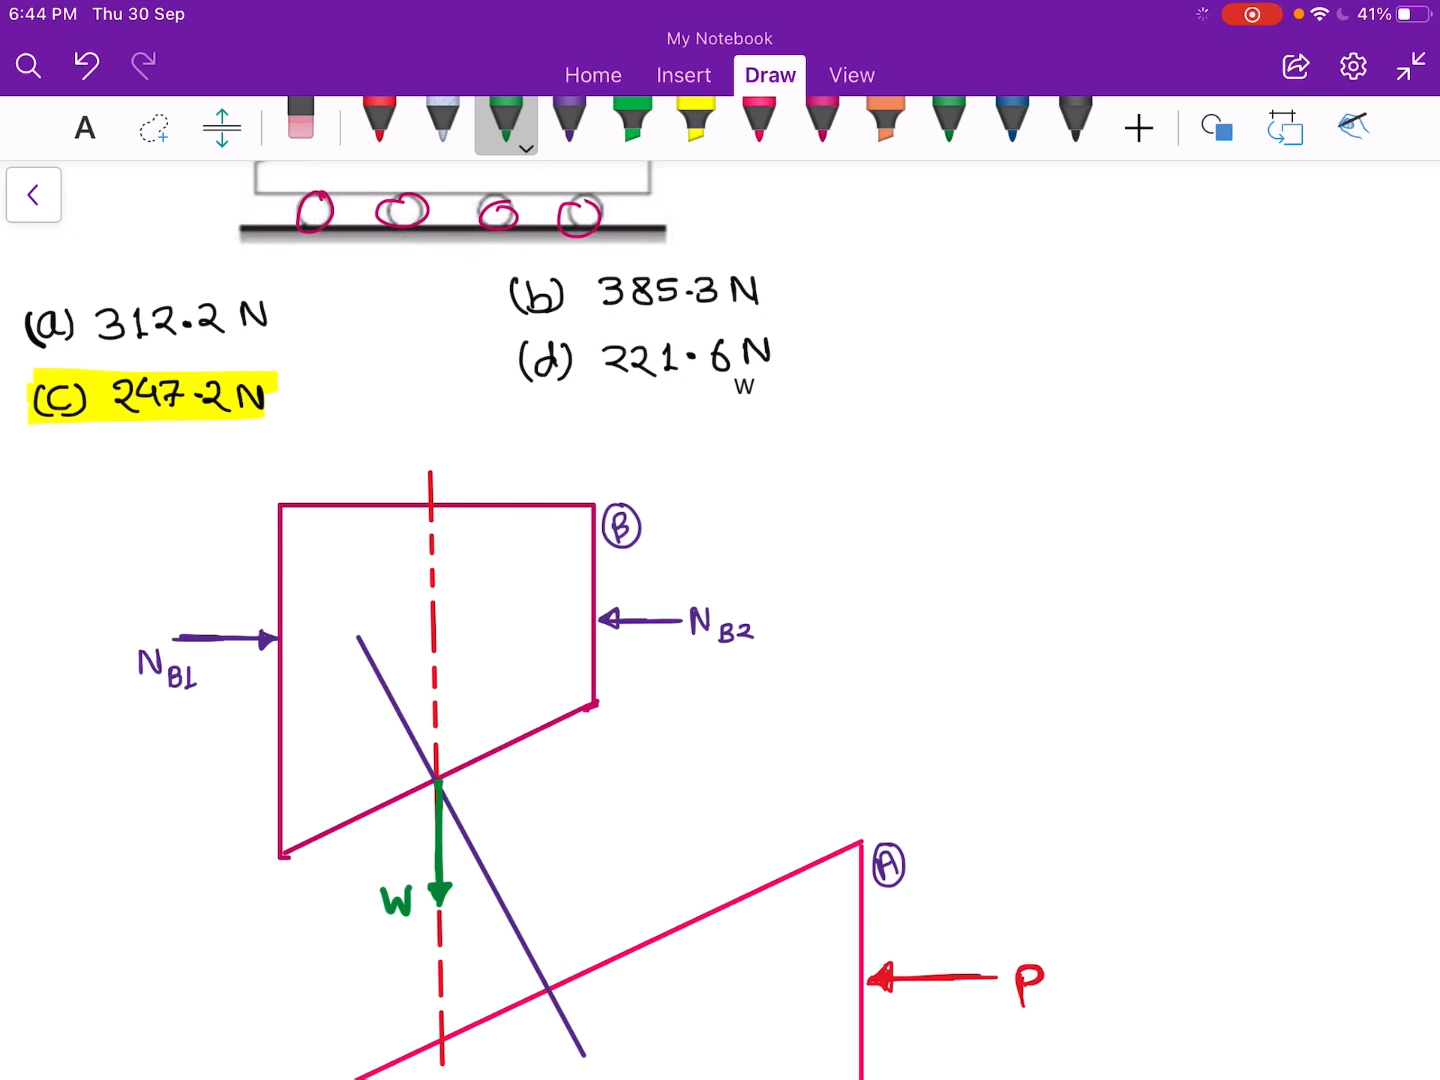 6:44 PM Thu 30 Sep
41%
My Notebook
Home Insert Draw View
A
(a) 312.2 N
(b) 385.3 N
(c) 247.2 N
(d) 221.6 N
W
B
N B1
N B2
W
A
P